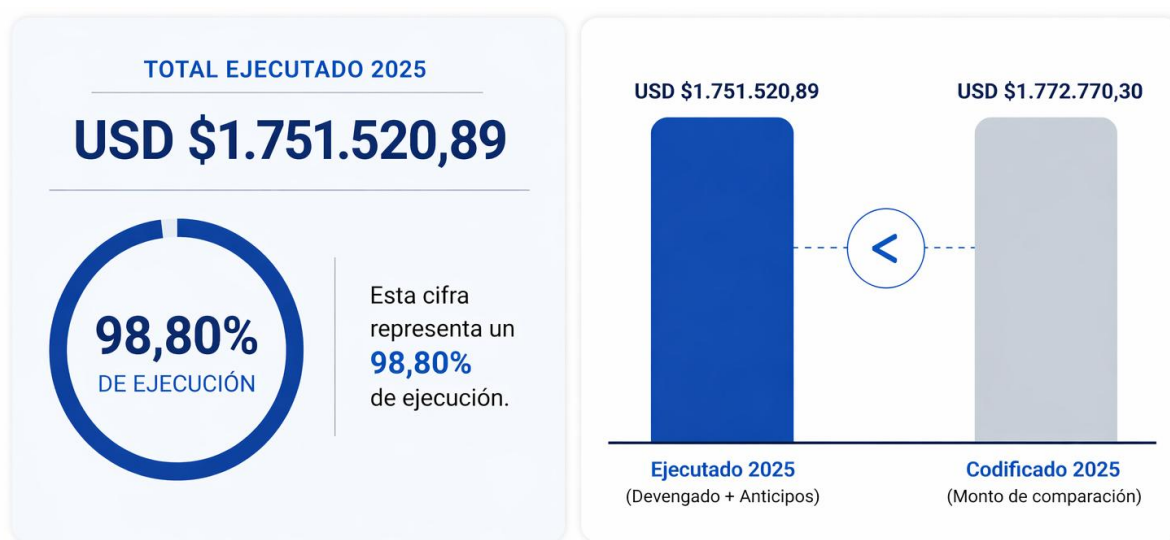 TOTAL EJECUTADO 2025
USD $1.751.520,89
98,80%
DE EJECUCIÓN
Esta cifra
representa un
98,80%
de ejecución.
USD $1.751.520,89
USD $1.772.770,30
<
Ejecutado 2025
(Devengado + Anticipos)
Codificado 2025
(Monto de comparación)